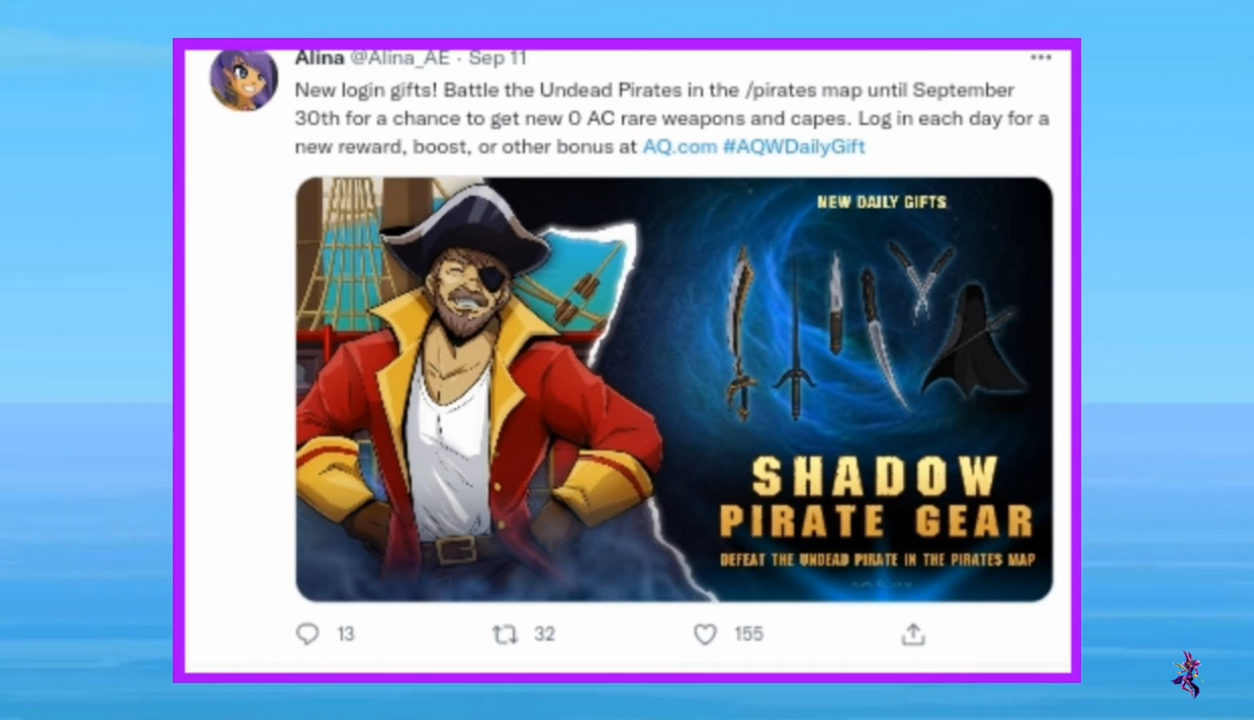 Alina @Alina_AE · Sep 11
New login gifts! Battle the Undead Pirates in the /pirates map until September
30th for a chance to get new 0 AC rare weapons and capes. Log in each day for a
new reward, boost, or other bonus at AQ.com #AQWDailyGift
NEW DAILY GIFTS
SHADOW
PIRATE GEAR
DEFEAT THE UNDEAD PIRATE IN THE PIRATES MAP
13 32 155